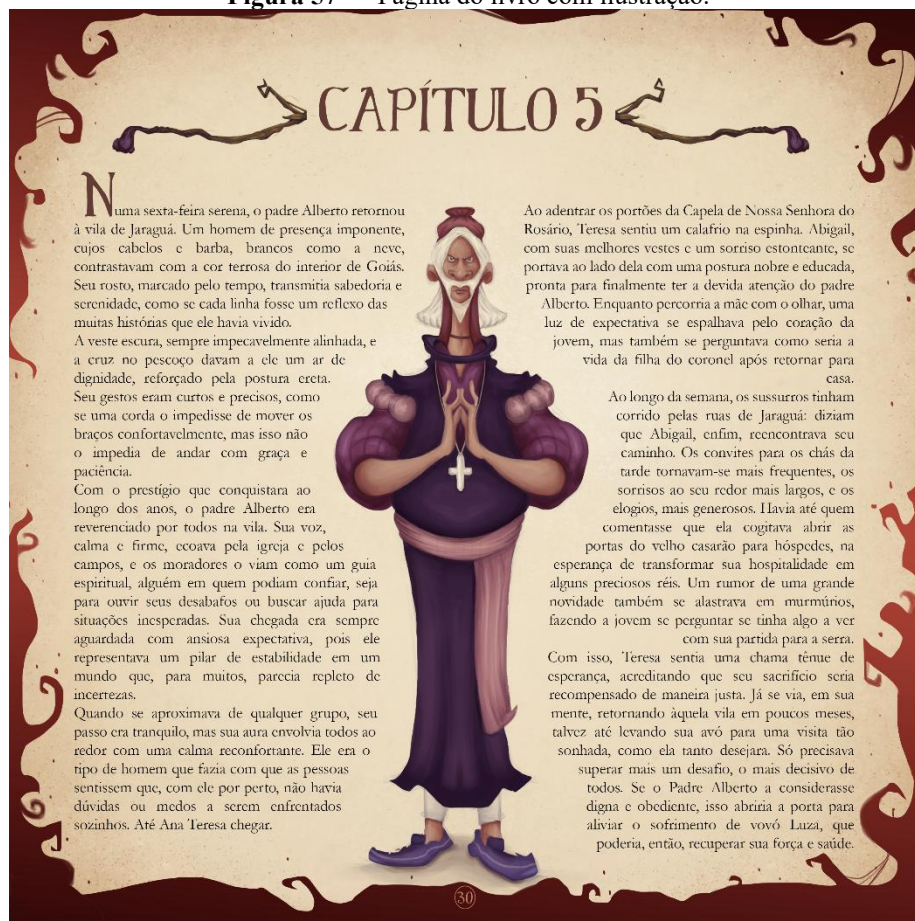 Figura 37 — Página do livro com ilustração.
CAPÍTULO 5
Numa sexta-feira serena, o padre Alberto retornou
à vila de Jaraguá. Um homem de presença imponente,
cujos cabelos e barba, brancos como a neve,
contrastavam com a cor terrosa do interior de Goiás.
Seu rosto, marcado pelo tempo, transmitia sabedoria e
serenidade, como se cada linha fosse um reflexo das
muitas histórias que ele havia vivido.
A veste escura, sempre impecavelmente alinhada, e
a cruz no pescoço davam a ele um ar de
dignidade, reforçado pela postura ereta.
Seu gestos eram curtos e precisos, como
se uma corda o impedisse de mover os
braços confortavelmente, mas isso não
o impedia de andar com graça e
paciência.
Com o prestígio que conquistara ao
longo dos anos, o padre Alberto era
reverenciado por todos na vila. Sua voz,
calma e firme, ecoava pela igreja e pelos
campos, e os moradores o viam como um guia
espiritual, alguém em quem podiam confiar, seja
para ouvir seus desabafos ou buscar ajuda para
situações inesperadas. Sua chegada era sempre
aguardada com ansiosa expectativa, pois ele
representava um pilar de estabilidade em um
mundo que, para muitos, parecia repleto de
incertezas.
Quando se aproximava de qualquer grupo, seu
passo era tranquilo, mas sua aura envolvia todos ao
redor com uma calma reconfortante. Ele era o
tipo de homem que fazia com que as pessoas
sentissem que, com ele por perto, não havia
dúvidas ou medos a serem enfrentados
sozinhos. Até Ana Teresa chegar.
Ao adentrar os portões da Capela de Nossa Senhora do
Rosário, Teresa sentiu um calafrio na espinha. Abigail,
com suas melhores vestes e um sorriso estonteante, se
portava ao lado dela com uma postura nobre e educada,
pronta para finalmente ter a devida atenção do padre
Alberto. Enquanto percorria a mãe com o olhar, uma
luz de expectativa se espalhava pelo coração da
jovem, mas também se perguntava como seria a
vida da filha do coronel após retornar para
casa.
Ao longo da semana, os sussurros tinham
corrido pelas ruas de Jaraguá: diziam
que Abigail, enfim, reencontrava seu
caminho. Os convites para os chás da
tarde tornavam-se mais frequentes, os
sorrisos ao seu redor mais largos, e os
elogios, mais generosos. Havia até quem
comentasse que ela cogitava abrir as
portas do velho casarão para hóspedes, na
esperança de transformar sua hospitalidade em
alguns preciosos réis. Um rumor de uma grande
novidade também se alastrava em murmúrios,
fazendo a jovem se perguntar se tinha algo a ver
com sua partida para a serra.
Com isso, Teresa sentia uma chama tênue de
esperança, acreditando que seu sacrifício seria
recompensado de maneira justa. Já se via, em sua
mente, retornando àquela vila em poucos meses,
talvez até levando sua avó para uma visita tão
sonhada, como ela tanto desejara. Só precisava
superar mais um desafio, o mais decisivo de
todos. Se o Padre Alberto a considerasse
digna e obediente, isso abriria a porta para
aliviar o sofrimento de vovó Luza, que
poderia, então, recuperar sua força e saúde.
30